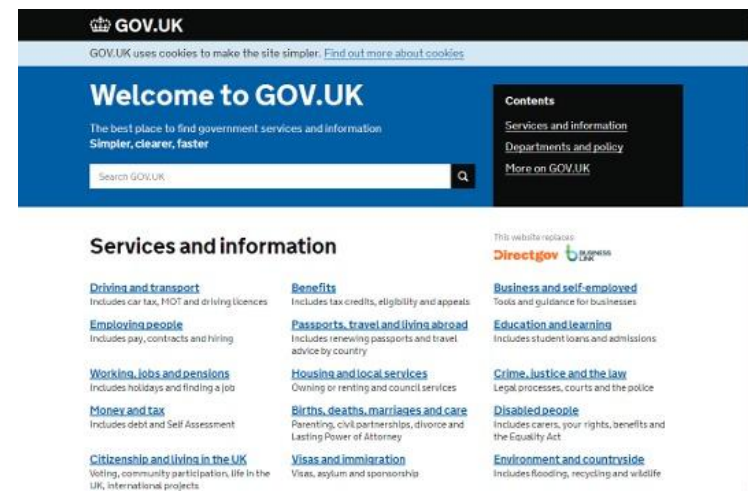 GOV.UK
GOV.UK uses cookies to make the site simpler. Find out more about cookies
Welcome to GOV.UK
The best place to find government services and information
Simpler, clearer, faster
Search GOV.UK
Contents
Services and information
Departments and policy
More on GOV.UK
Services and information
This website replaces
Directgov BUSINESS LINK
Driving and transport
Includes car tax, MOT and driving licences
Benefits
Includes tax credits, eligibility and appeals
Business and self-employed
Tools and guidance for businesses
Employing people
Includes pay, contracts and hiring
Passports, travel and living abroad
Includes renewing passports and travel
advice by country
Education and learning
Includes student loans and admissions
Working, jobs and pensions
Includes holidays and finding a job
Housing and local services
Owning or renting and council services
Crime, justice and the law
Legal processes, courts and the police
Money and tax
Includes debt and Self Assessment
Births, deaths, marriages and care
Parenting, civil partnerships, divorce and
Lasting Power of Attorney
Disabled people
Includes carers, your rights, benefits and
the Equality Act
Citizenship and living in the UK
Voting, community participation, life in the
UK, international projects
Visas and immigration
Visas, asylum and sponsorship
Environment and countryside
Includes flooding, recycling and wildlife